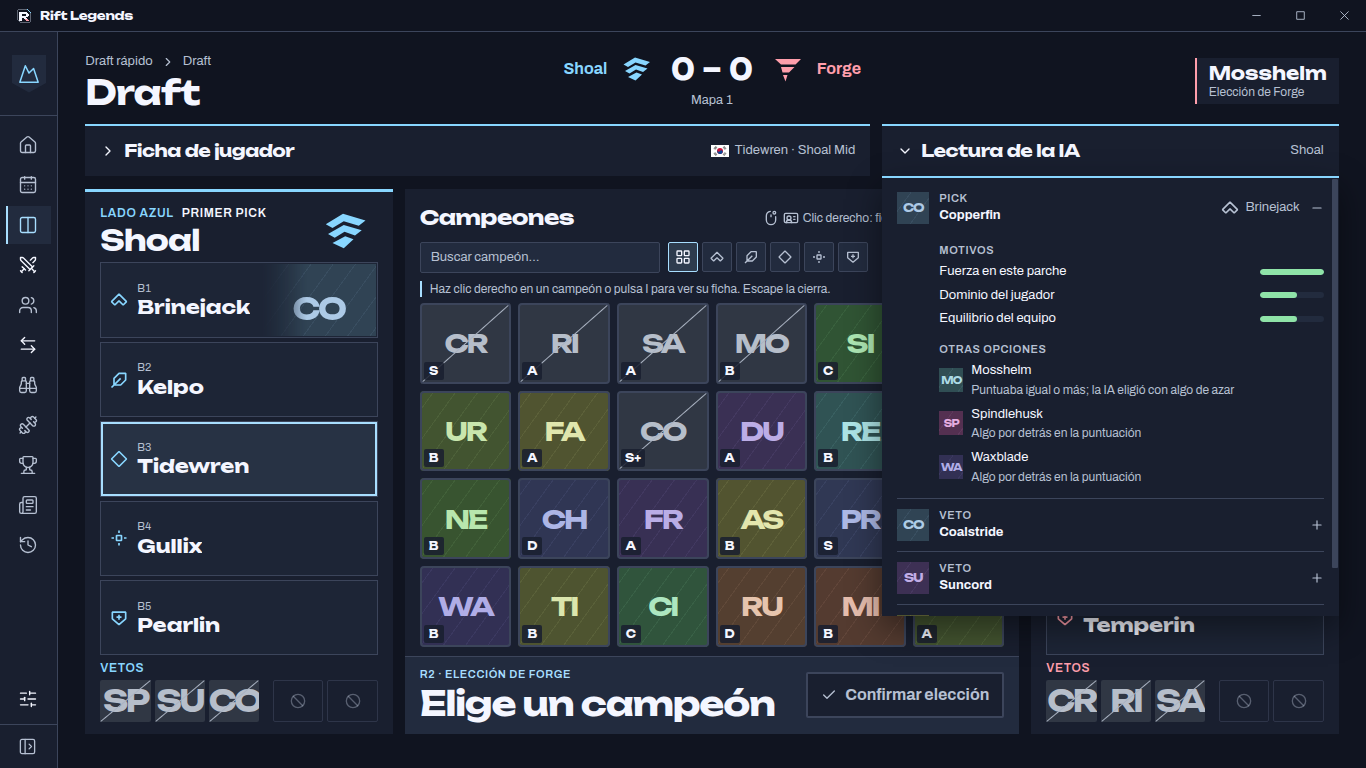 Rift Legends
Draft rápido > Draft
Draft
Shoal 0 – 0 Forge
Mapa 1
Mosshelm
Elección de Forge
Ficha de jugador
Tidewren · Shoal Mid
Lectura de la IA
Shoal
LADO AZUL PRIMER PICK
Shoal
B1
Brinejack
CO
B2
Kelpo
B3
Tidewren
B4
Gullix
B5
Pearlin
VETOS
SP SU CO
Campeones
Clic derecho: fi
Buscar campeón...
Haz clic derecho en un campeón o pulsa I para ver su ficha. Escape la cierra.
CR RI SA MO SI
S A A B C
UR FA CO DU RE
B A S+ A B
NE CH FR AS PR
B D A B S
WA TI CI RU MI
B B C D B A
R2 · ELECCIÓN DE FORGE
Elige un campeón
Confirmar elección
CO
PICK
Copperfin
Brinejack
MOTIVOS
Fuerza en este parche
Dominio del jugador
Equilibrio del equipo
OTRAS OPCIONES
MO
Mosshelm
Puntuaba igual o más; la IA eligió con algo de azar
SP
Spindlehusk
Algo por detrás en la puntuación
WA
Waxblade
Algo por detrás en la puntuación
CO
VETO
Coalstride
SU
VETO
Suncord
Temperin
VETOS
CR RI SA